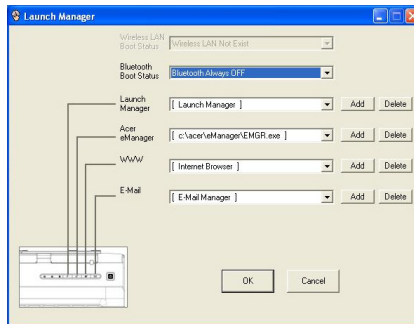 Launch Manager
Wireless LAN
Boot Status
Wireless LAN Not Exist
Bluetooth
Boot Status
Bluetooth Always OFF
Launch
Manager
[ Launch Manager ]
Add
Delete
Acer
eManager
[ c:\acer\eManager\EMGR.exe ]
Add
Delete
WWW
[ Internet Browser ]
Add
Delete
E-Mail
[ E-Mail Manager ]
Add
Delete
OK
Cancel